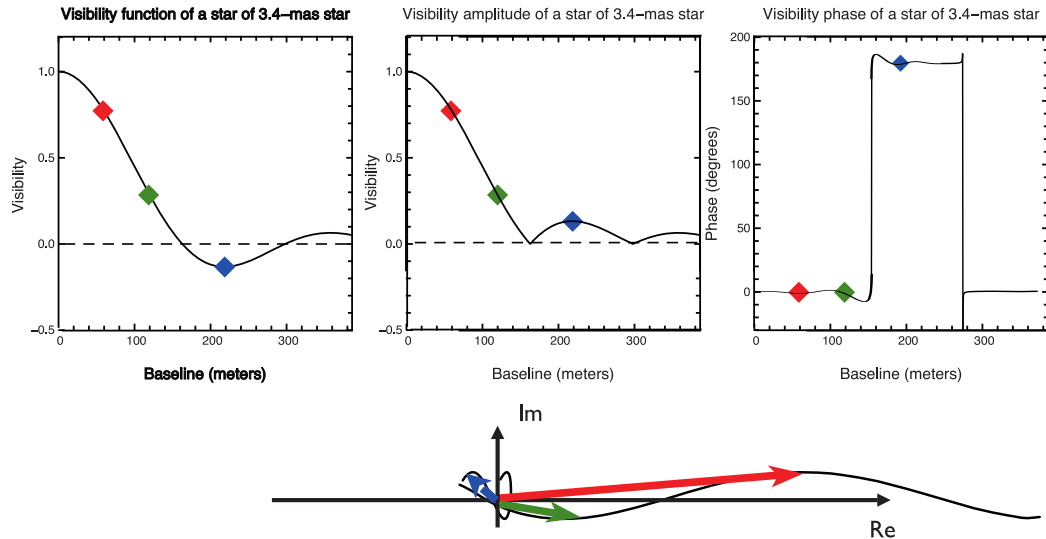 Visibility function of a star of 3.4–mas star
Visibility
1.0
0.5
0.0
−0.5
0
100
200
300
Baseline (meters)
Visibility amplitude of a star of 3.4–mas star
Visibility
1.0
0.5
0.0
−0.5
0
100
200
300
Baseline (meters)
Visibility phase of a star of 3.4–mas star
Phase (degrees)
200
150
100
50
0
0
100
200
300
Baseline (meters)
Im
Re